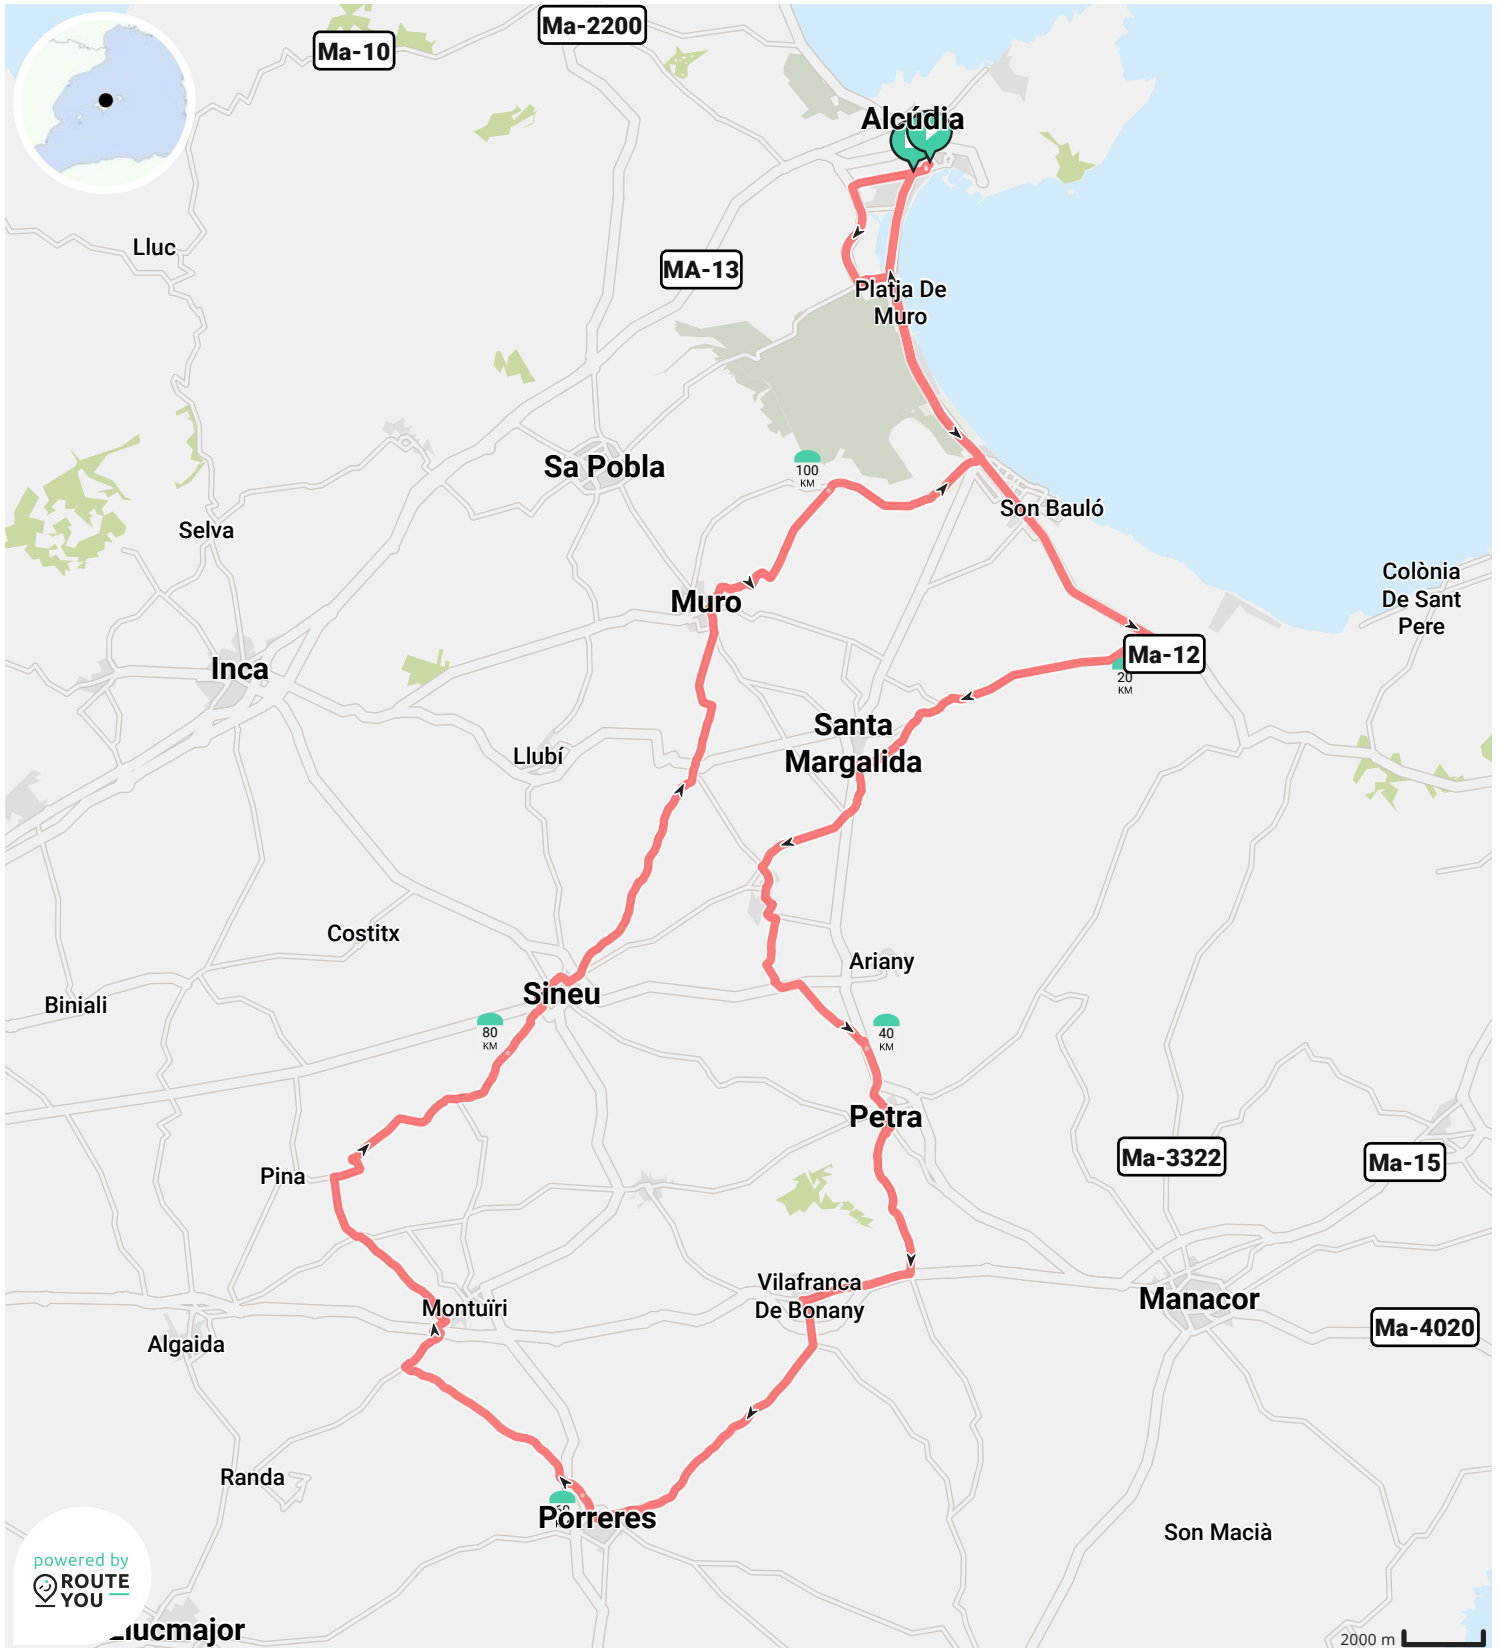 Ma-2200
Ma-10
Alcúdia
Lluc
MA-13
Platja De
Muro
Sa Pobla
100
KM
Son Bauló
Selva
Colònia
De Sant
Pere
Muro
Ma-12
Inca
20
KM
Santa
Margalida
Llubí
Costitx
Ariany
Sineu
Biniali
80
KM
40
KM
Petra
Ma-3322
Ma-15
Pina
Vilafranca
De Bonany
Manacor
Montuïri
Ma-4020
Algaida
Randa
Porreres
Son Macià
powered by
ROUTE
YOU
Llucmajor
2000 m